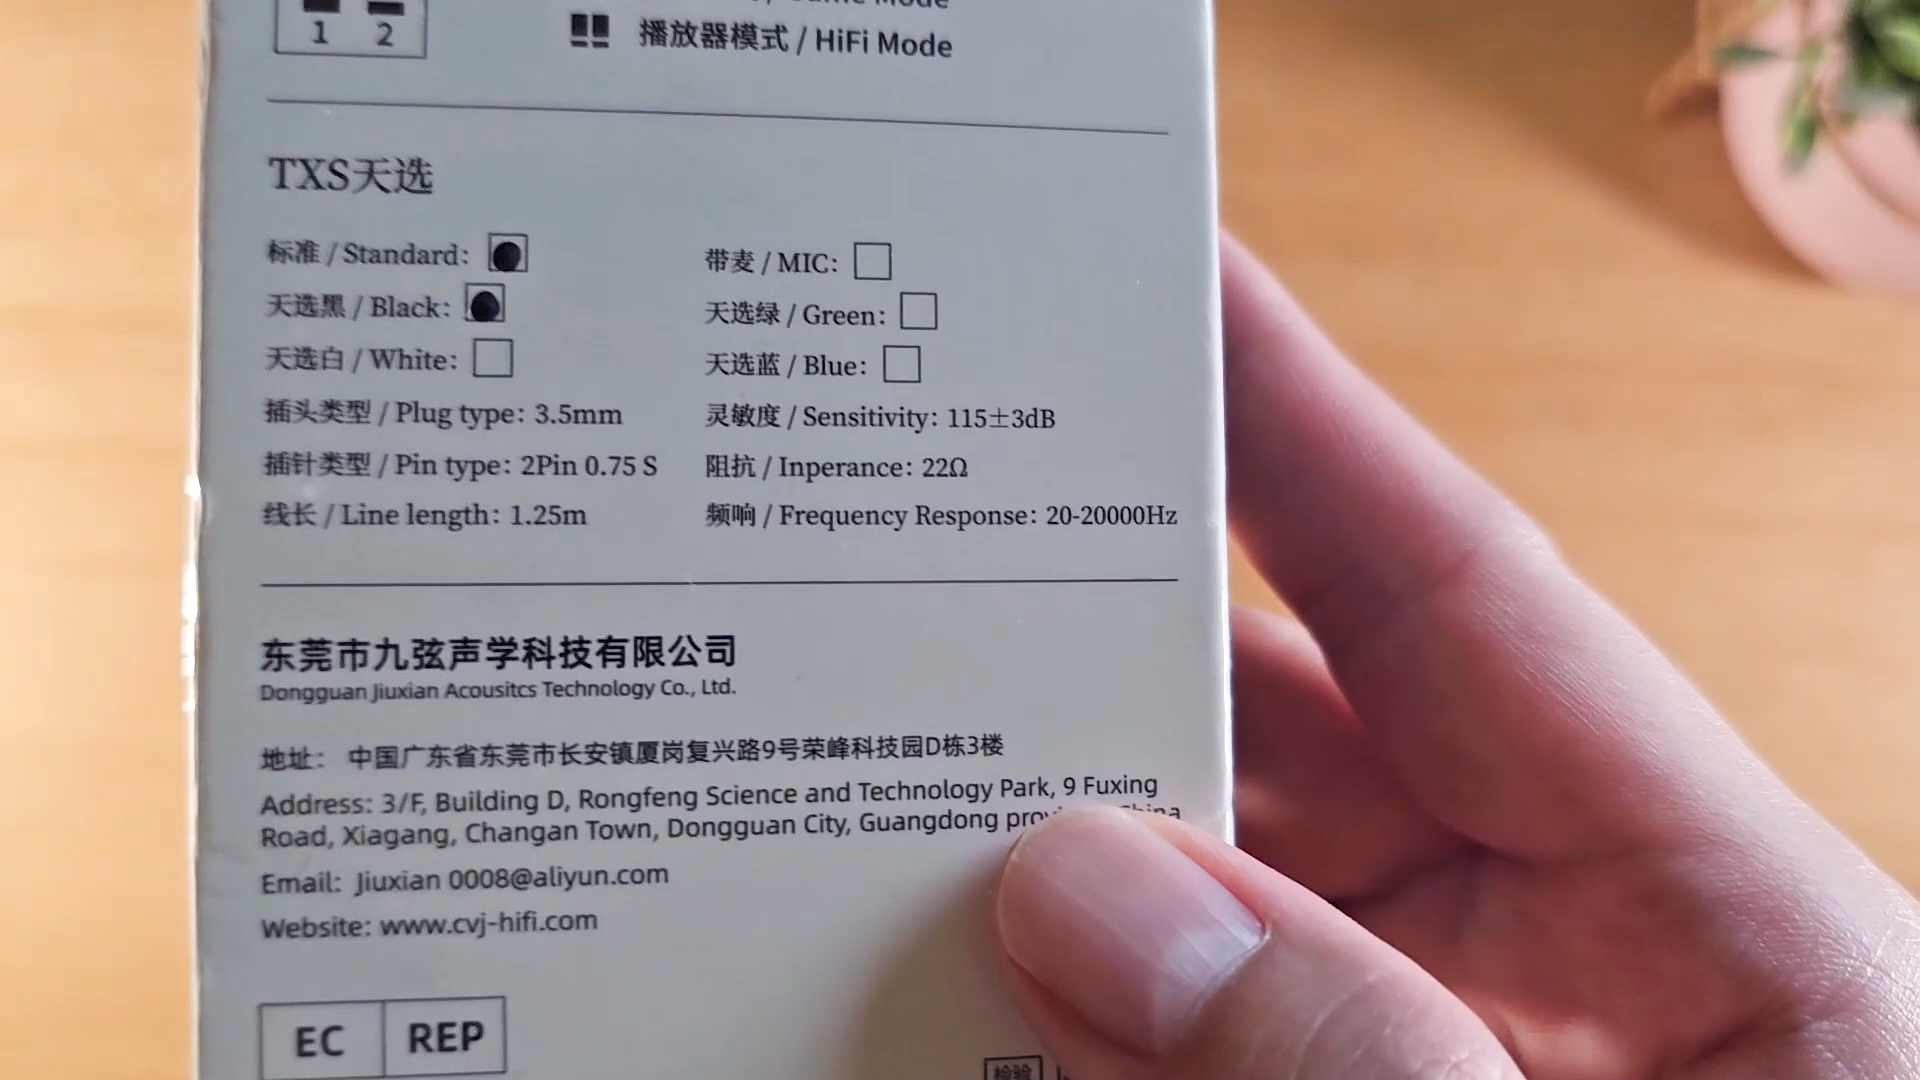 1 2
播放器模式 / HiFi Mode
TXS天选
标准 / Standard:
带麦 / MIC:
天选黑 / Black:
天选绿 / Green:
天选白 / White:
天选蓝 / Blue:
插头类型 / Plug type: 3.5mm
灵敏度 / Sensitivity: 115±3dB
插针类型 / Pin type: 2Pin 0.75 S
阻抗 / Inperance: 22Ω
线长 / Line length: 1.25m
频响 / Frequency Response: 20-20000Hz
东莞市九弦声学科技有限公司
Dongguan Jiuxian Acousitcs Technology Co., Ltd.
地址: 中国广东省东莞市长安镇厦岗复兴路9号荣峰科技园D栋3楼
Address: 3/F, Building D, Rongfeng Science and Technology Park, 9 Fuxing
Road, Xiagang, Changan Town, Dongguan City, Guangdong
Email: Jiuxian 0008@aliyun.com
Website: www.cvj-hifi.com
EC REP